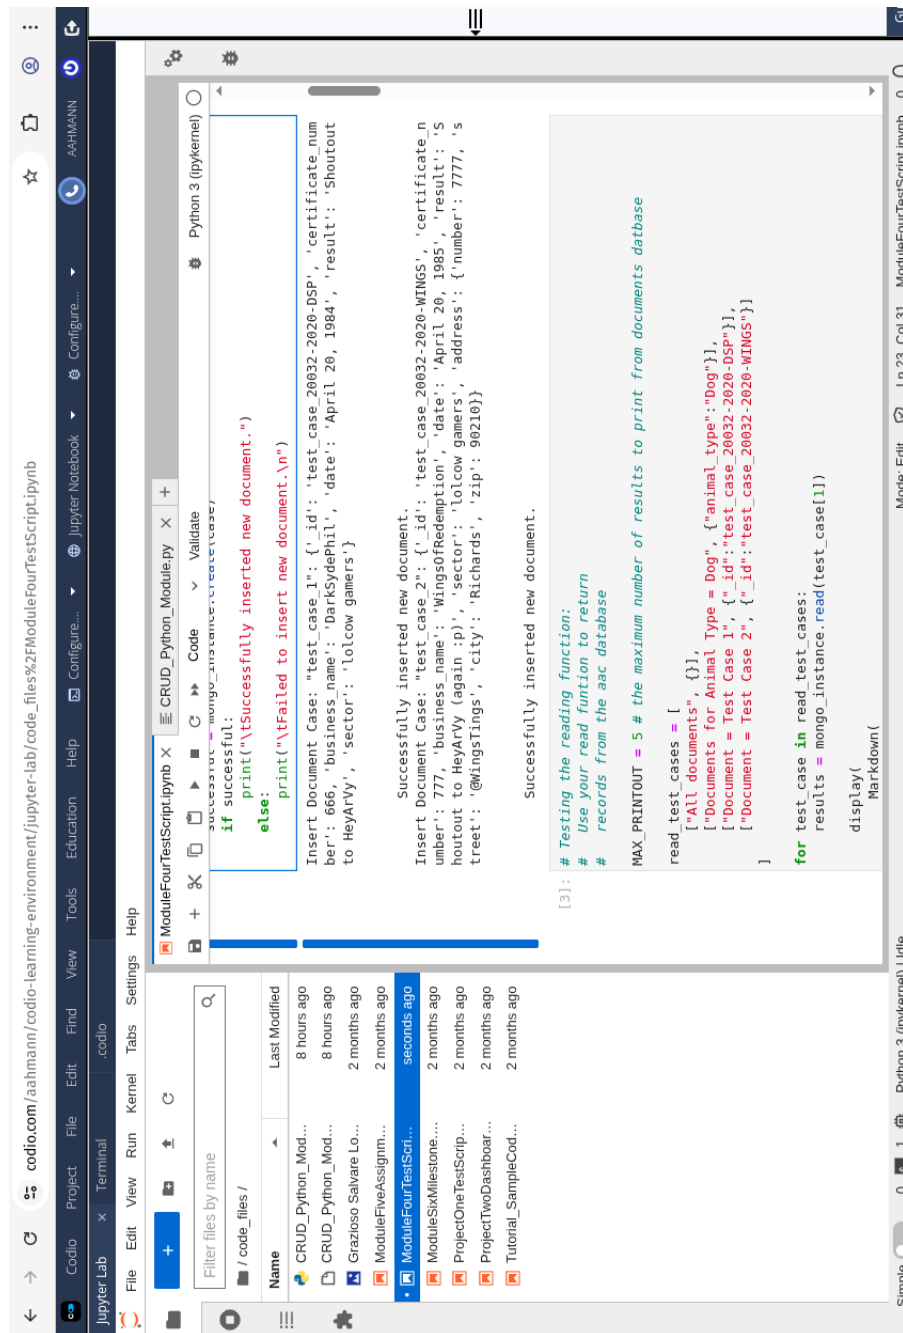 codio.com/aahmann/codio-learning-environment/jupyter-lab/code_files%2FModuleFourTestScript.ipynb
Codio Project File Edit Find View Tools Education Help Configure.... Jupyter Notebook Configure.... AAHMANN
Jupyter Lab × Terminal .codio
File Edit View Run Kernel Tabs Settings Help
+
Filter files by name
/ code_files /
Name Last Modified
CRUD_Python_Mod... 8 hours ago
CRUD_Python_Mod... 8 hours ago
Grazioso Salvare Lo... 2 months ago
ModuleFiveAssignm... 2 months ago
ModuleFourTestScri... seconds ago
ModuleSixMilestone.... 2 months ago
ProjectOneTestScrip... 2 months ago
ProjectTwoDashboar... 2 months ago
Tutorial_SampleCod... 2 months ago
ModuleFourTestScript.ipynb × CRUD_Python_Module.py × +
Code Validate Python 3 (ipykernel)
successful = mongo_instance.create(case)
if successful:
print("\tSuccessfully inserted new document.")
else:
print("\tFailed to insert new document.\n")
Insert Document Case: "test_case_1": {'_id': 'test_case_20032-2020-DSP', 'certificate_num
ber': 666, 'business_name': 'DarkSydePhil', 'date': 'April 20, 1984', 'result': 'Shoutout
to HeyArVy', 'sector': 'lolcow gamers'}
Successfully inserted new document.
Insert Document Case: "test_case_2": {'_id': 'test_case_20032-2020-WINGS', 'certificate_n
umber': 777, 'business_name': 'WingsOfRedemption', 'date': 'April 20, 1985', 'result': 'S
houtout to HeyArVy (again :p)', 'sector': 'lolcow gamers', 'address': {'number': 7777, 's
treet': '@WingsTings', 'city': 'Richards', 'zip': 90210}}
Successfully inserted new document.
[3]: # Testing the reading function:
# Use your read funtion to return
# records from the aac database
MAX_PRINTOUT = 5 # the maximum number of results to print from documents datbase
read_test_cases = [
["All documents", {}],
["Documents for Animal Type = Dog", {"animal_type":"Dog"}],
["Document = Test Case 1", {"_id":"test_case_20032-2020-DSP"}],
["Document = Test Case 2", {"_id":"test_case_20032-2020-WINGS"}]
]
for test_case in read_test_cases:
results = mongo_instance.read(test_case[1])
display(
Markdown(
Simple 0 1 Python 3 (ipykernel) | Idle Mode: Edit Ln 23, Col 31 ModuleFourTestScript.ipynb 0